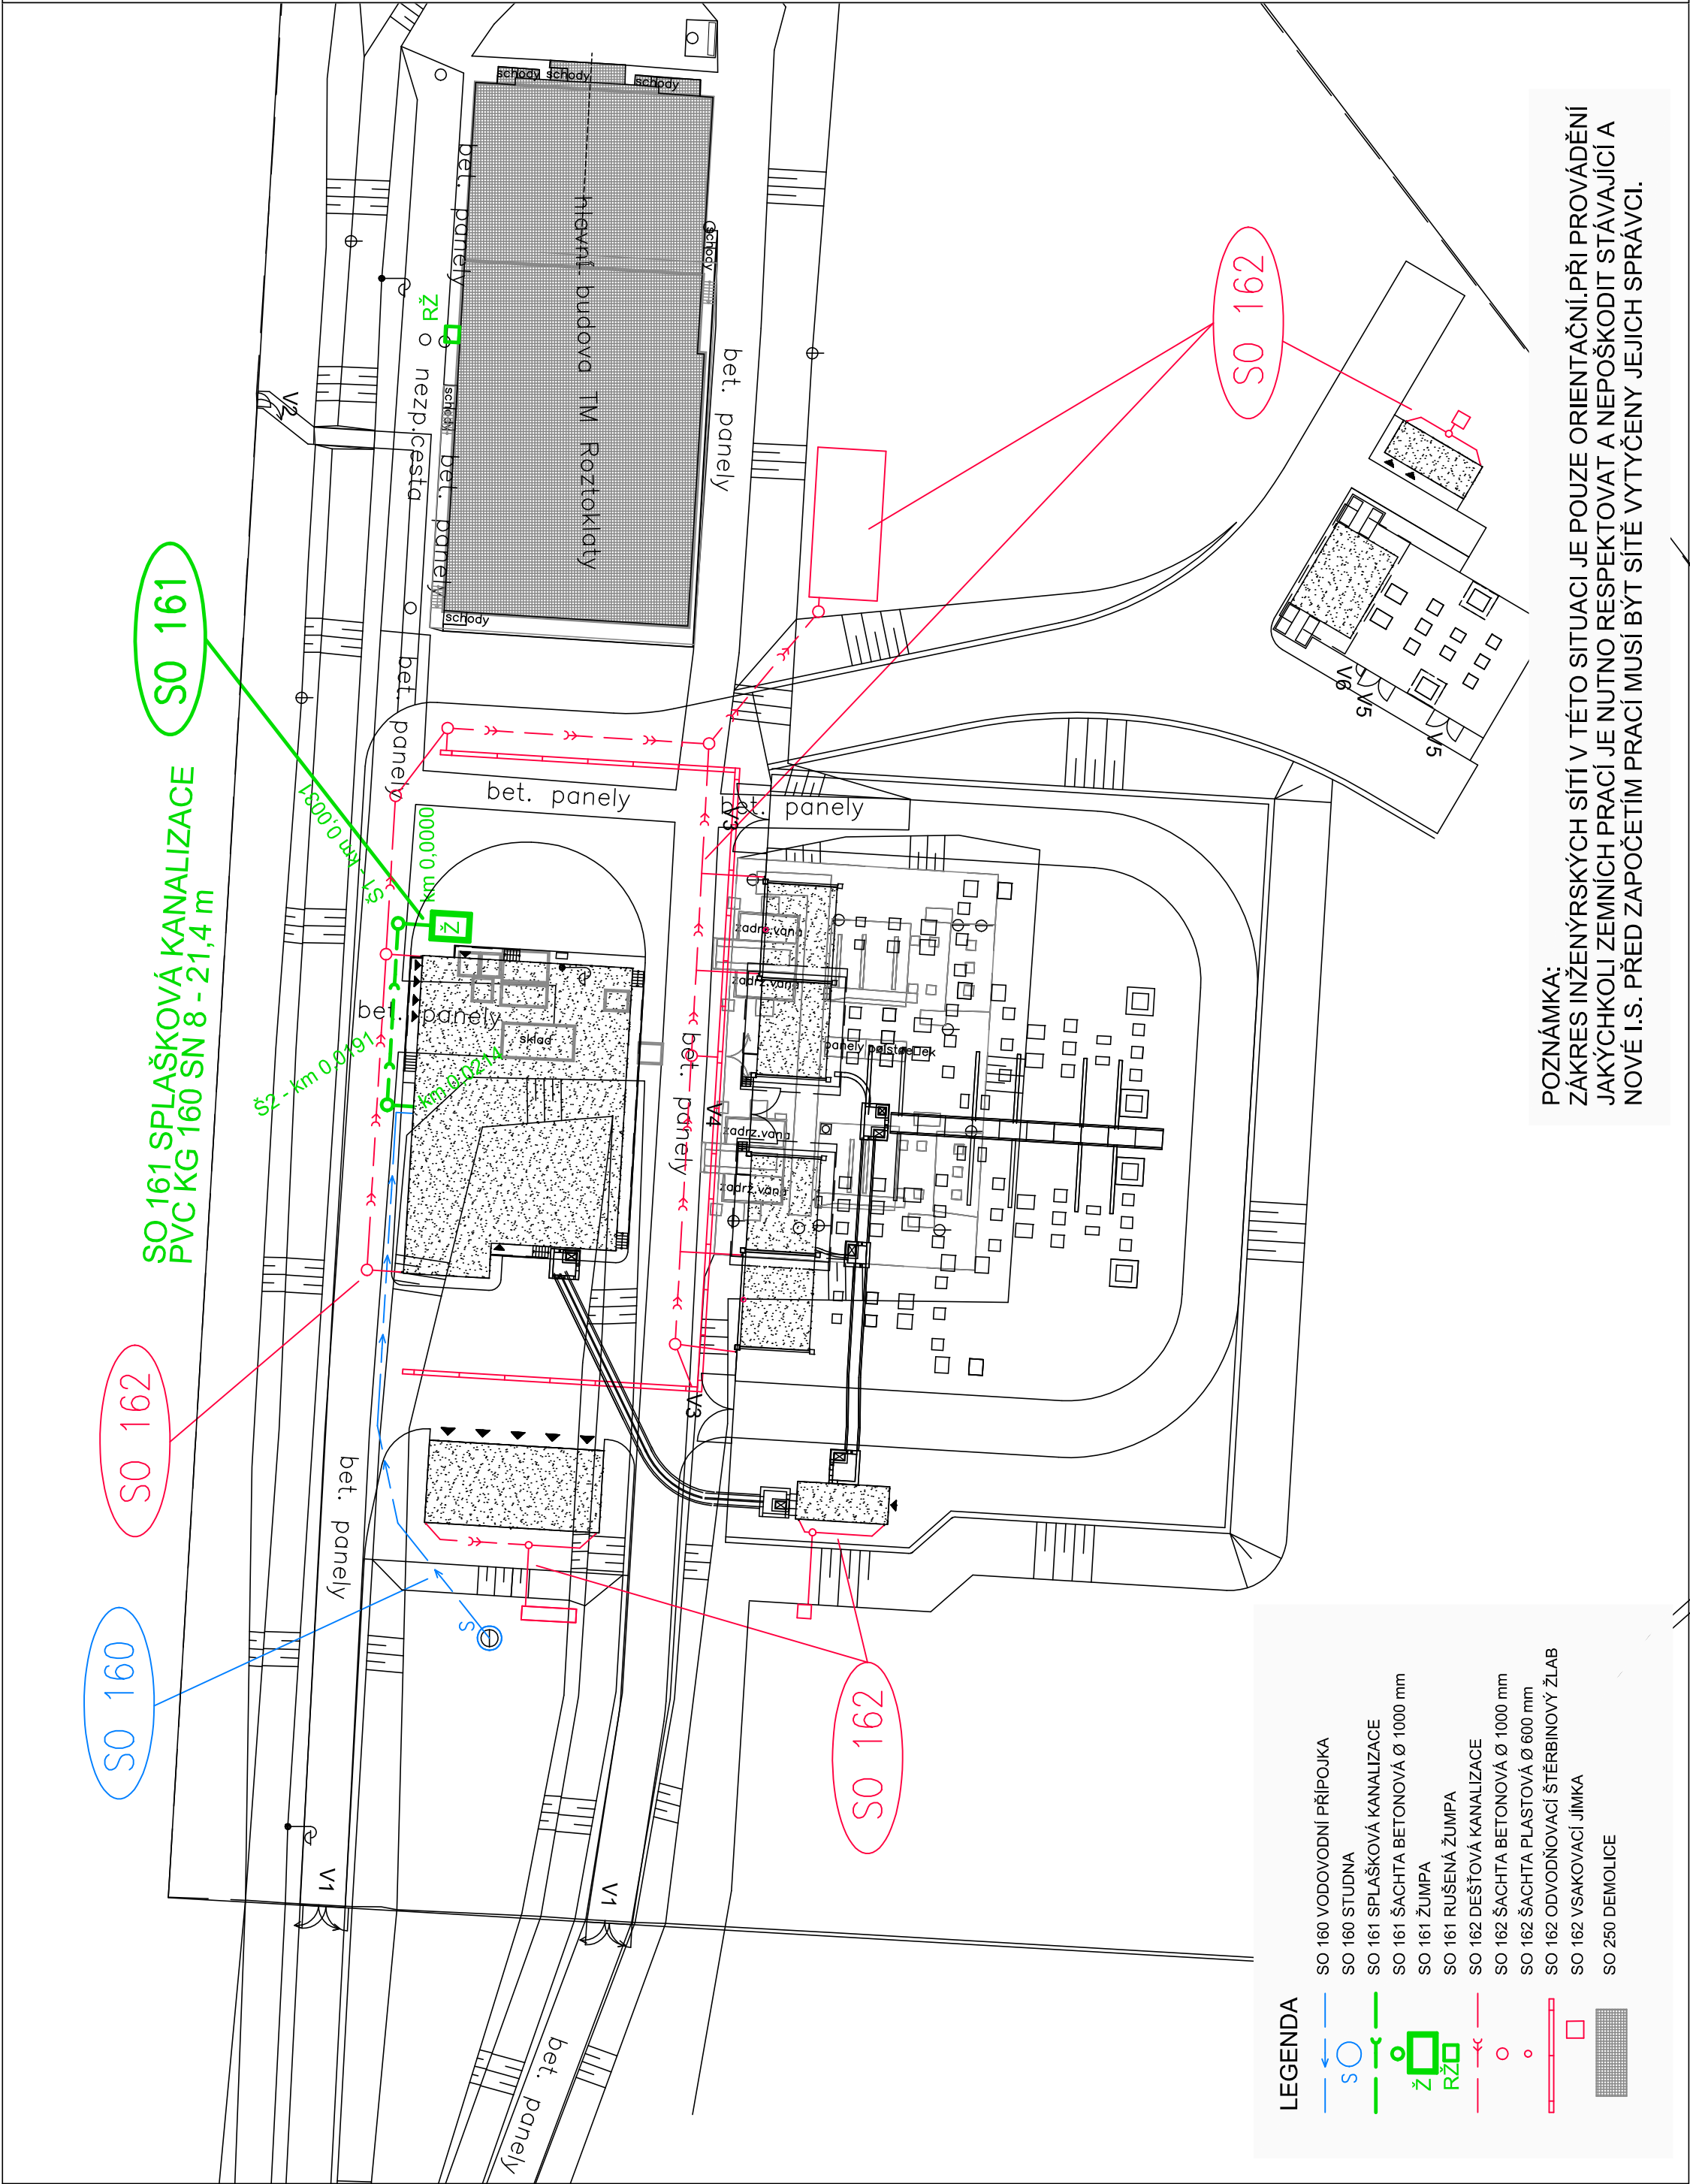 SO 161 SPLAŠKOVÁ KANALIZACE
PVC KG 160 SN 8 - 21,4 m
SO 160
SO 162
SO 161
SO 162
SO 162
Š1 - km 0,0031
km 0,0000
Š2 - km 0,0191
km 0,0214
Ž
RŽ
S
schody
schody
schody
schody
schody
schody
hlavní budova TM Roztoklaty
bet. panely
bet. panely
bet. panely
nezp.cesta
bet. panely
bet. panely
bet. panely
bet. panely
bet. panely
bet. panely
bet. panely
sklad
zadrž.vana
zadrž.vana
zadrž.vana
zadrž.vana
V1
V1
V2
V3
V3
V4
V5
V5
V6
POZNÁMKA:
ZÁKRES INŽENÝRSKÝCH SÍTÍ V TÉTO SITUACI JE POUZE ORIENTAČNÍ.PŘI PROVÁDĚNÍ
JAKÝCHKOLI ZEMNÍCH PRACÍ JE NUTNO RESPEKTOVAT A NEPOŠKODIT STÁVAJÍCÍ A
NOVÉ I.S. PŘED ZAPOČETÍM PRACÍ MUSÍ BÝT SÍTĚ VYTYČENY JEJICH SPRÁVCI.
LEGENDA
SO 160 VODOVODNÍ PŘÍPOJKA
S SO 160 STUDNA
SO 161 SPLAŠKOVÁ KANALIZACE
SO 161 ŠACHTA BETONOVÁ Ø 1000 mm
Ž SO 161 ŽUMPA
RŽ SO 161 RUŠENÁ ŽUMPA
SO 162 DEŠŤOVÁ KANALIZACE
SO 162 ŠACHTA BETONOVÁ Ø 1000 mm
SO 162 ŠACHTA PLASTOVÁ Ø 600 mm
SO 162 ODVODŇOVACÍ ŠTĚRBINOVÝ ŽLAB
SO 162 VSAKOVACÍ JÍMKA
SO 250 DEMOLICE